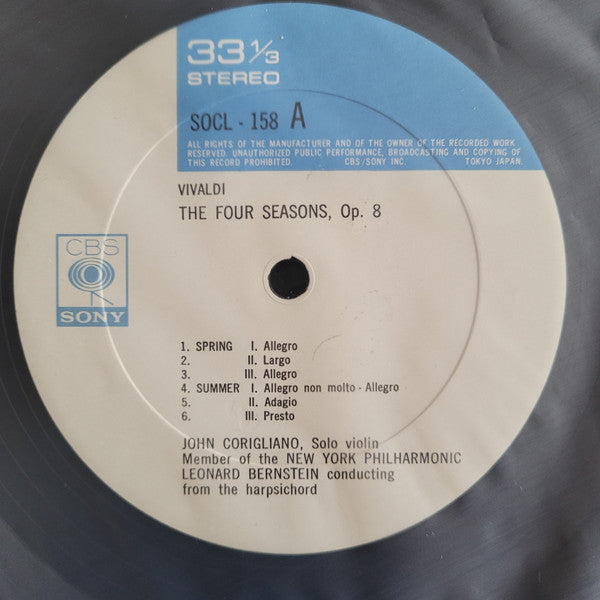 33 1/3
STEREO
SOCL - 158 A
ALL RIGHTS OF THE MANUFACTURER AND OF THE OWNER OF THE RECORDED WORK
RESERVED. UNAUTHORIZED PUBLIC PERFORMANCE, BROADCASTING AND COPYING OF
THIS RECORD PROHIBITED. CBS/SONY INC. TOKYO JAPAN.
VIVALDI
THE FOUR SEASONS, Op. 8
CBS
SONY
1. SPRING I. Allegro
2. II. Largo
3. III. Allegro
4. SUMMER I. Allegro non molto - Allegro
5. II. Adagio
6. III. Presto
JOHN CORIGLIANO, Solo violin
Member of the NEW YORK PHILHARMONIC
LEONARD BERNSTEIN conducting
from the harpsichord